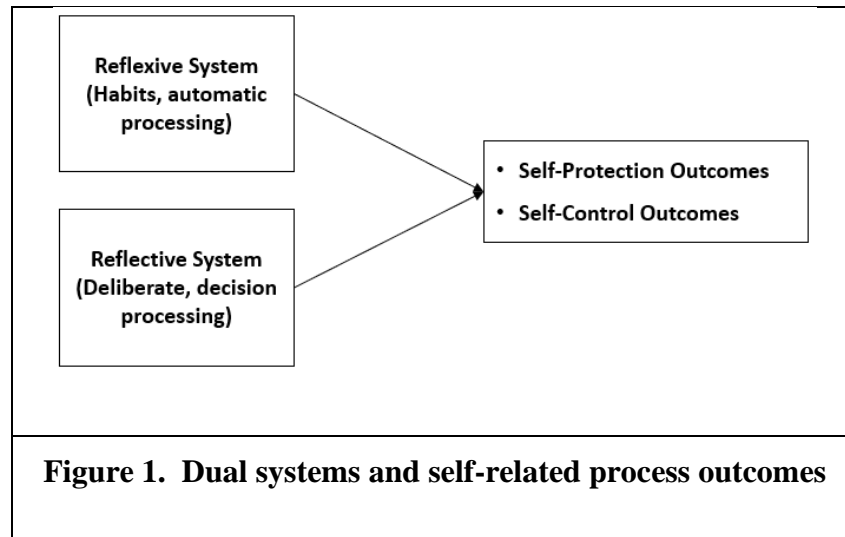 Reflexive System
(Habits, automatic
processing)
Reflective System
(Deliberate, decision
processing)
• Self-Protection Outcomes
• Self-Control Outcomes
Figure 1. Dual systems and self-related process outcomes